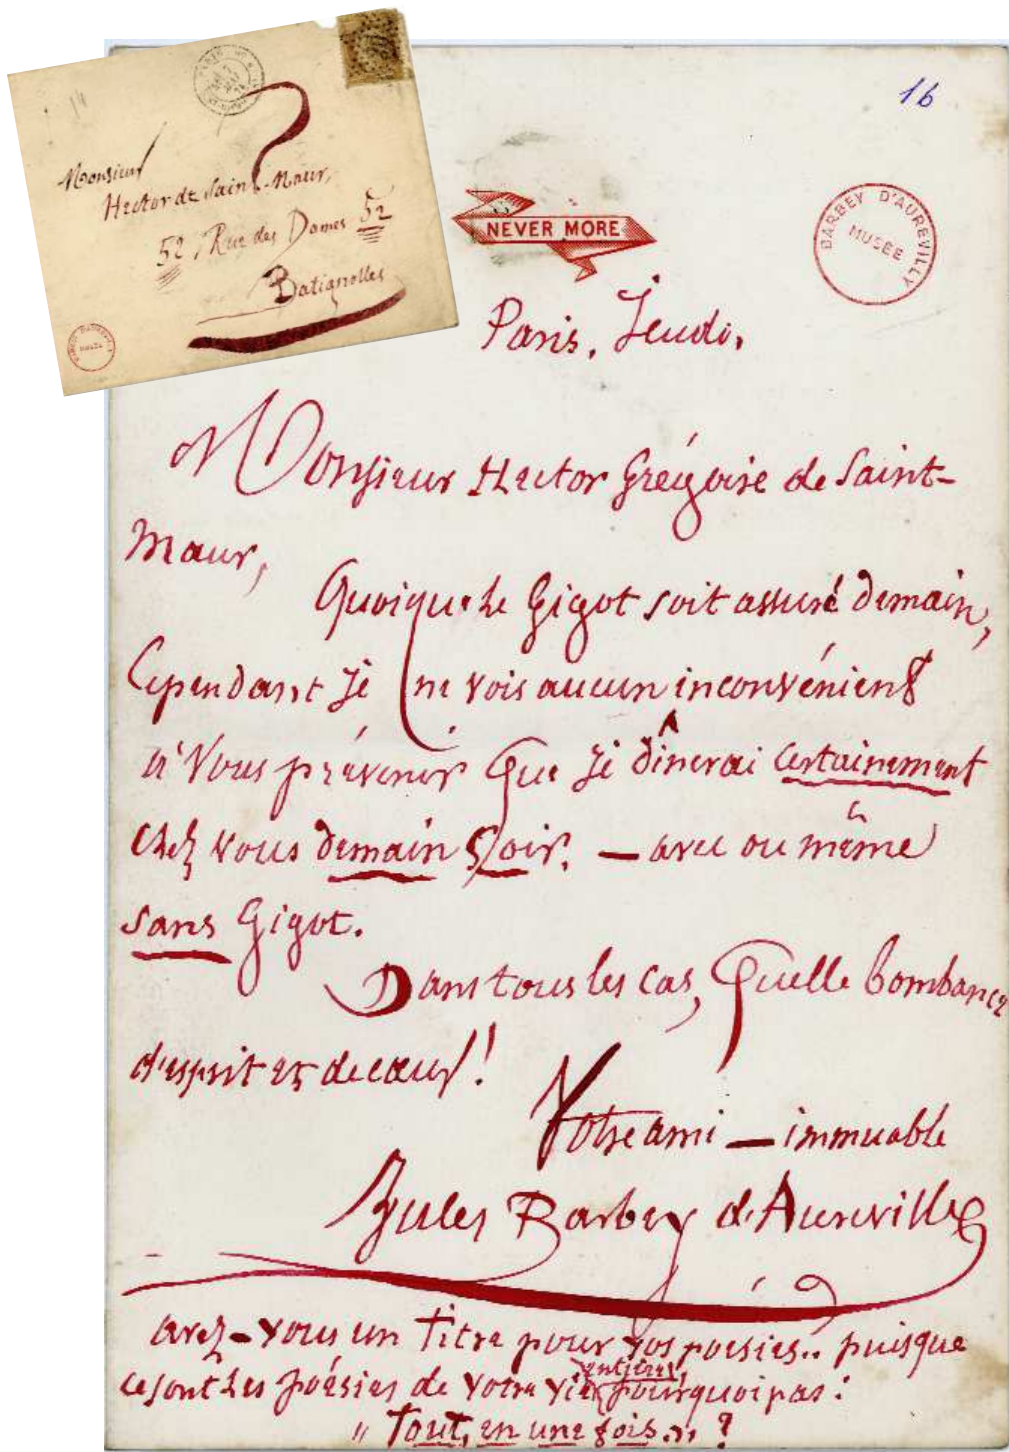 Monsieur
Hector de Saint-Maur,
52, Rue des Dames 52
Batignolles
16
NEVER MORE
BARBEY D'AUREVILLY
MUSÉE
Paris, Jeudi,
Monsieur Hector Grégoire de Saint-
Maur,
Quoique le Gigot soit assuré demain,
Cependant Je ne vois aucun inconvénient
à Vous prévenir Que Je dînerai certainement
chez vous demain Soir. — avec ou même
sans Gigot.
Dans tous les cas, Quelle bombance
d'esprit et de cœur!
Votre ami — immuable
Jules Barbey d'Aurevilly
avez-vous un titre pour vos poésies.. puisque
ce sont les poésies de votre vie entière, pourquoi pas:
" Tout, en une fois.. " ?